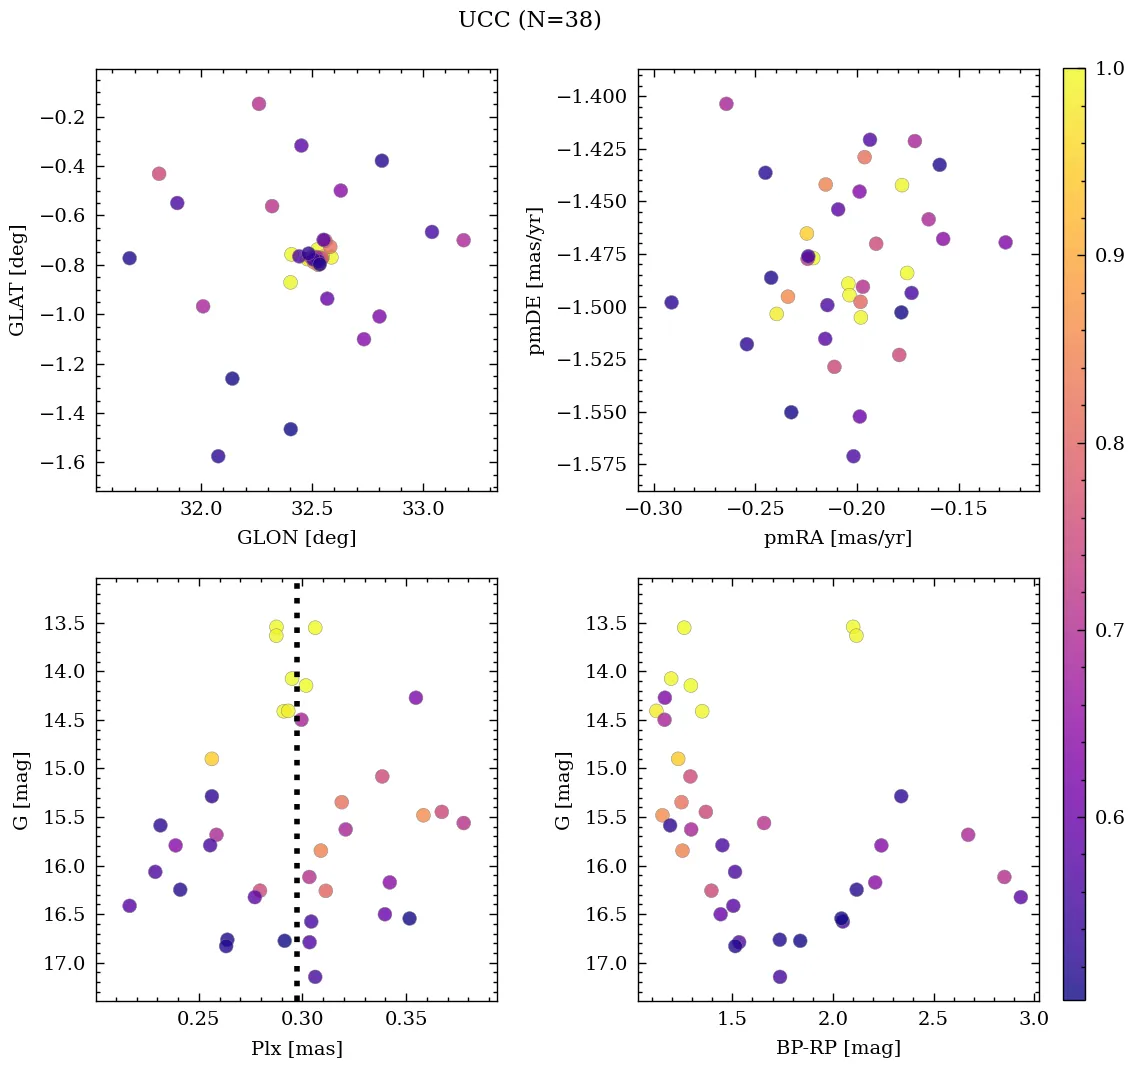 UCC (N=38)
−0.2
−0.4
−0.6
−0.8
−1.0
−1.2
−1.4
−1.6
GLAT [deg]
32.0 32.5 33.0
GLON [deg]
−1.400
−1.425
−1.450
−1.475
−1.500
−1.525
−1.550
−1.575
pmDE [mas/yr]
−0.30 −0.25 −0.20 −0.15
pmRA [mas/yr]
13.5
14.0
14.5
15.0
15.5
16.0
16.5
17.0
G [mag]
0.25 0.30 0.35
Plx [mas]
13.5
14.0
14.5
15.0
15.5
16.0
16.5
17.0
G [mag]
1.5 2.0 2.5 3.0
BP-RP [mag]
1.0
0.9
0.8
0.7
0.6